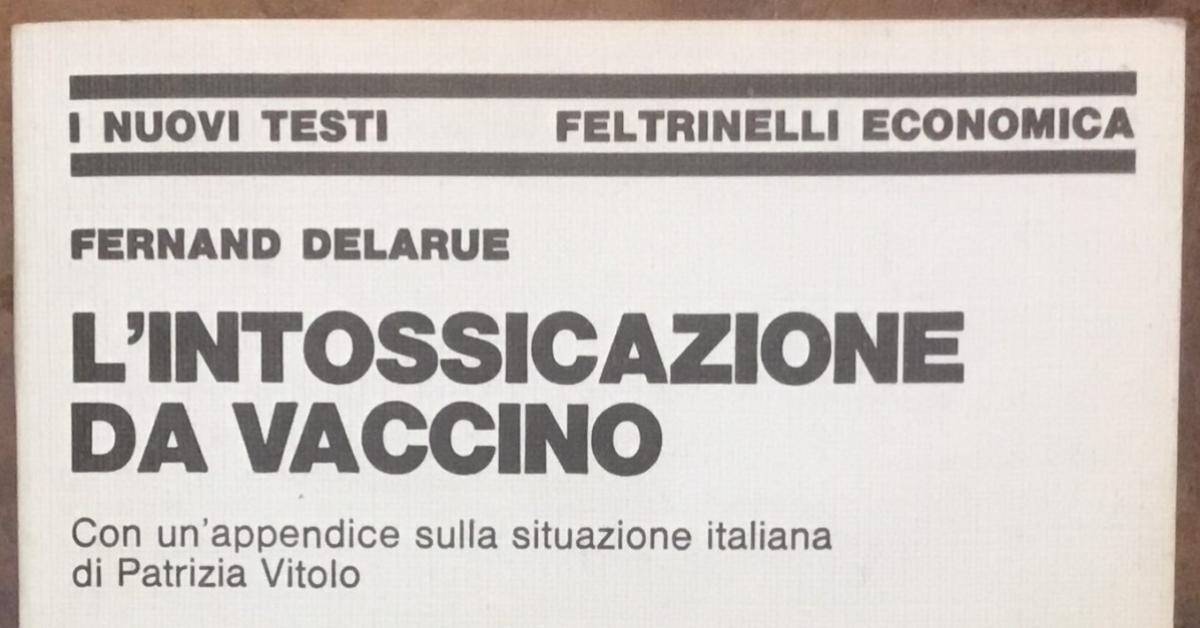 I NUOVI TESTI FELTRINELLI ECONOMICA
FERNAND DELARUE
L'INTOSSICAZIONE
DA VACCINO
Con un'appendice sulla situazione italiana
di Patrizia Vitolo